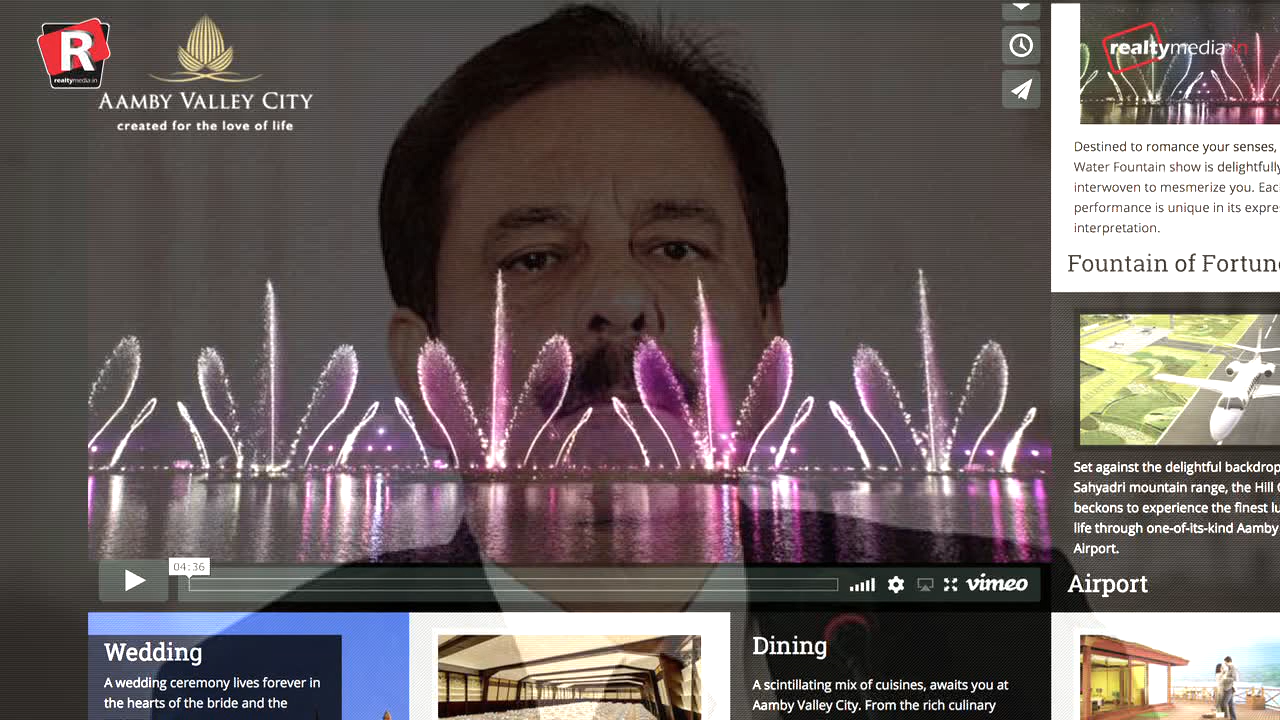 R
realtymedia.in
AAMBY VALLEY CITY
created for the love of life
realtymedia.in
Destined to romance your senses,
Water Fountain show is delightfully
interwoven to mesmerize you. Eac
performance is unique in its expre
interpretation.
Fountain of Fortune
Set against the delightful backdrop
Sahyadri mountain range, the Hill C
beckons to experience the finest lu
life through one-of-its-kind Aamby
Airport.
Airport
04:36
vimeo
Wedding
A wedding ceremony lives forever in
the hearts of the bride and the
Dining
A scintillating mix of cuisines, awaits you at
Aamby Valley City. From the rich culinary